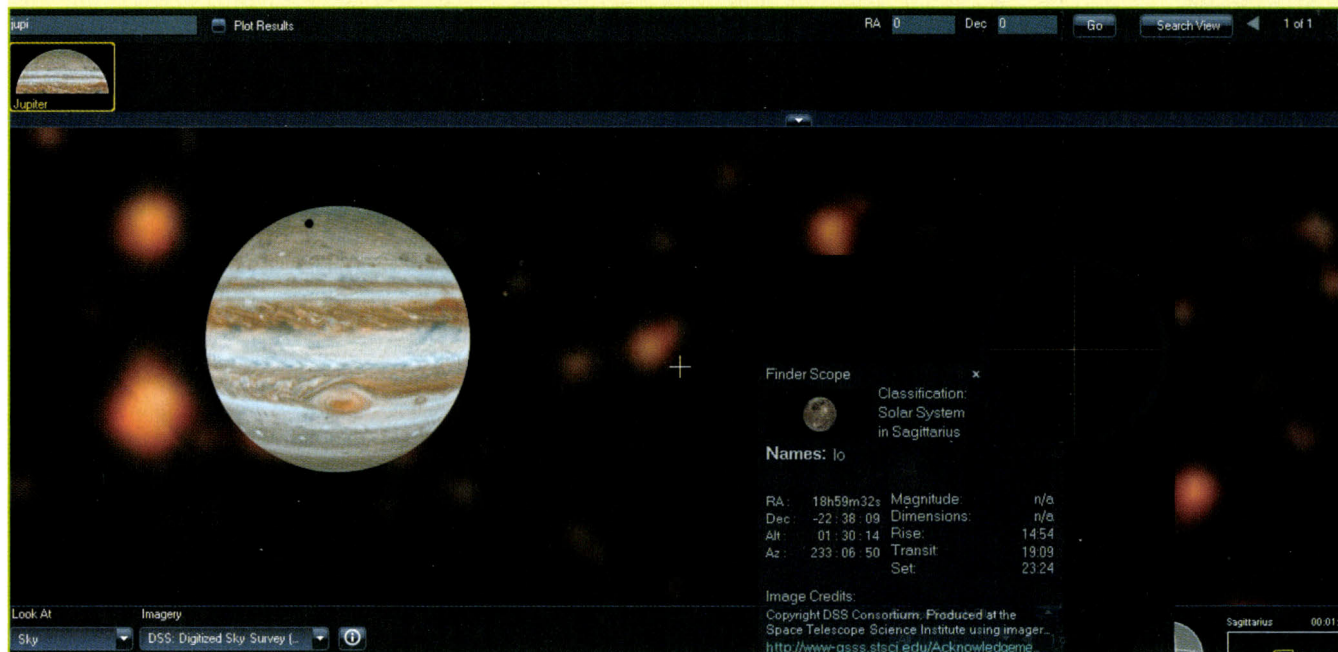 jupi
Plot Results
RA 0 Dec 0 Go Search View 1 of 1
Jupiter
Finder Scope x
Classification:
Solar System
in Sagittarius
Names: Io
RA: 18h59m32s Magnitude: n/a
Dec: -22:38:09 Dimensions: n/a
Alt: 01:30:14 Rise: 14:54
Az: 233:06:50 Transit 19:09
Set: 23:24
Image Credits:
Copyright DSS Consortium. Produced at the
Space Telescope Science Institute using imager...
http://www-gsss.stsci.edu/Acknowledgeme...
Look At Imagery
Sky DSS: Digitized Sky Survey (...
Sagittarius 00:01: